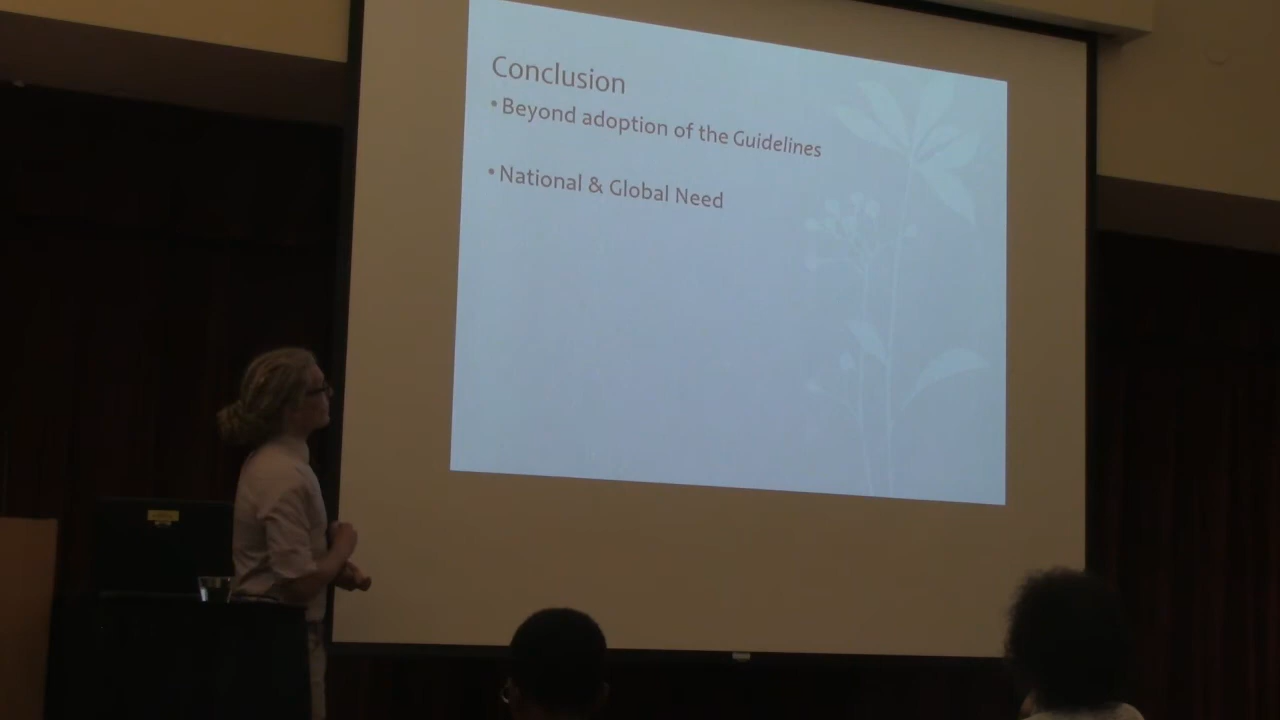 Conclusion
• Beyond adoption of the Guidelines
• National & Global Need